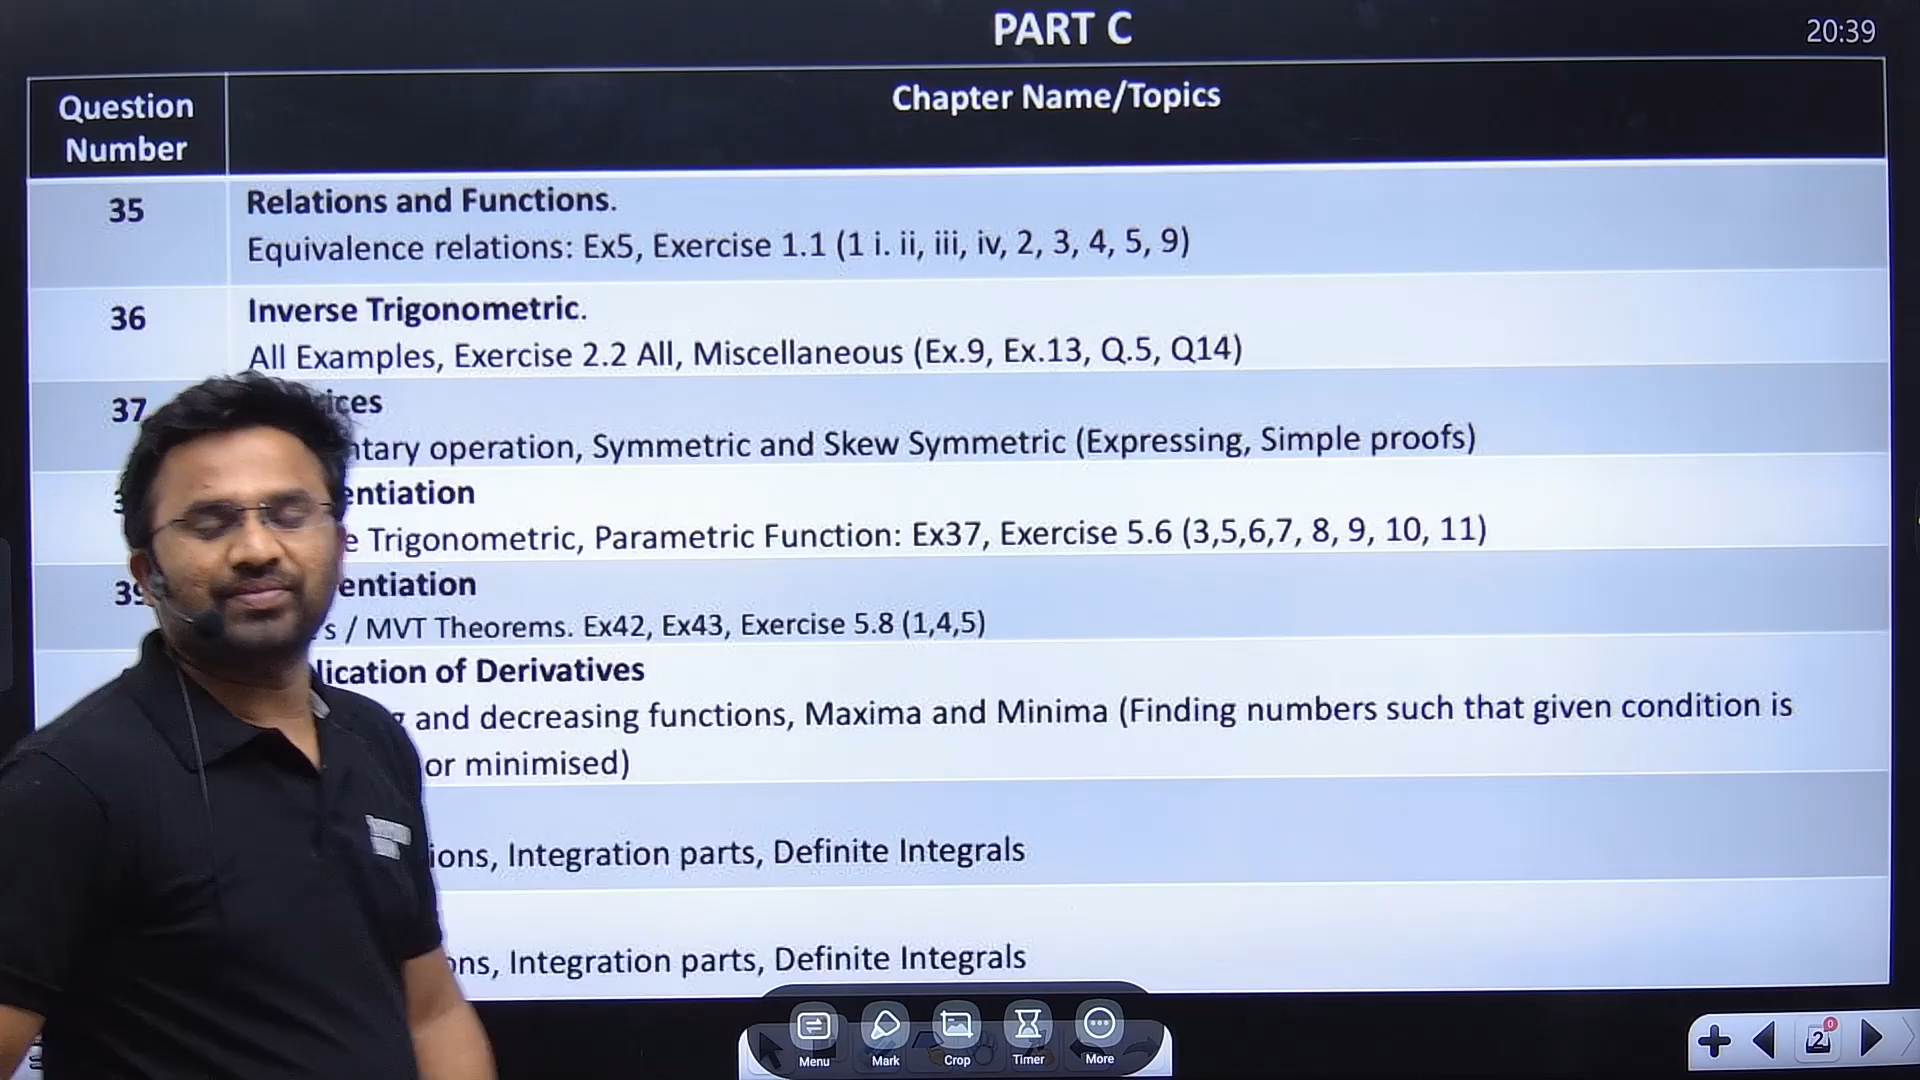 PART C
20:39
Question
Number
Chapter Name/Topics
35
Relations and Functions.
Equivalence relations: Ex5, Exercise 1.1 (1 i. ii, iii, iv, 2, 3, 4, 5, 9)
36
Inverse Trigonometric.
All Examples, Exercise 2.2 All, Miscellaneous (Ex.9, Ex.13, Q.5, Q14)
37
ices
ntary operation, Symmetric and Skew Symmetric (Expressing, Simple proofs)
entiation
e Trigonometric, Parametric Function: Ex37, Exercise 5.6 (3,5,6,7, 8, 9, 10, 11)
39
entiation
s / MVT Theorems. Ex42, Ex43, Exercise 5.8 (1,4,5)
lication of Derivatives
and decreasing functions, Maxima and Minima (Finding numbers such that given condition is
or minimised)
ions, Integration parts, Definite Integrals
ons, Integration parts, Definite Integrals
Menu
Mark
Crop
Timer
More
2
0